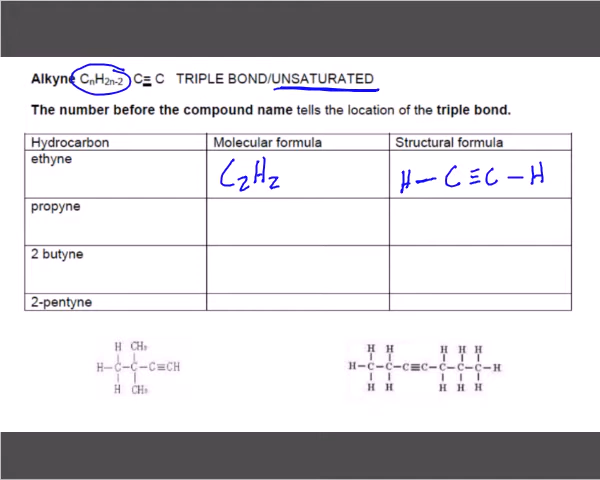 Alkyne CnH2n-2 C≡C TRIPLE BOND/UNSATURATED
The number before the compound name tells the location of the triple bond.
Hydrocarbon Molecular formula Structural formula
ethyne C2H2 H-C≡C-H
propyne
2 butyne
2-pentyne
H CH3
H-C-C-C≡CH
H CH3
H H H H H
H-C-C-C≡C-C-C-C-H
H H H H H